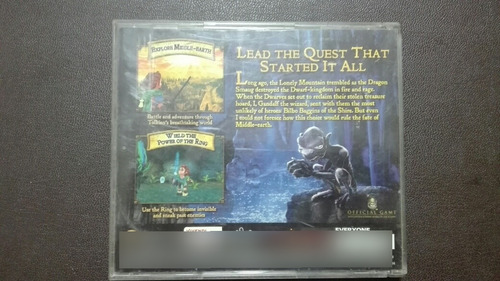 EXPLORE MIDDLE-EARTH
Battle and adventure through
Tolkien's breathtaking world
WIELD THE
POWER OF THE RING
Use the Ring to become invisible
and sneak past enemies
LEAD THE QUEST THAT
STARTED IT ALL
Long ago, the Lonely Mountain trembled as the Dragon
Smaug destroyed the Dwarf-kingdom in fire and rage.
When the Dwarves set out to reclaim their stolen treasure
hoard, I, Gandalf the wizard, sent with them the most
unlikely of heroes: Bilbo Baggins of the Shire. But even
I could not foresee how this choice would rule the fate of
Middle-earth.
OFFICIAL GAME
EVERYONE